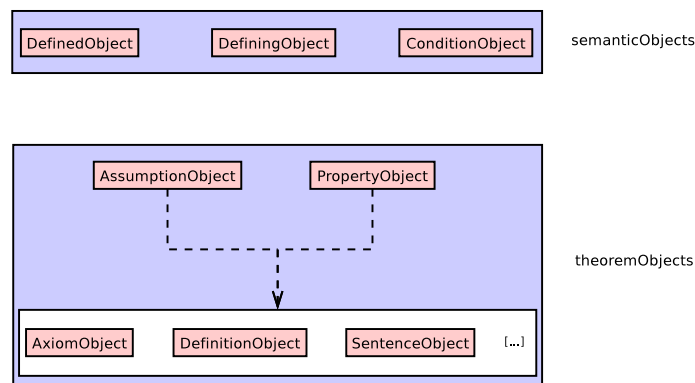 DefinedObject DefiningObject ConditionObject semanticObjects
AssumptionObject PropertyObject
theoremObjects
AxiomObject DefinitionObject SentenceObject [...]